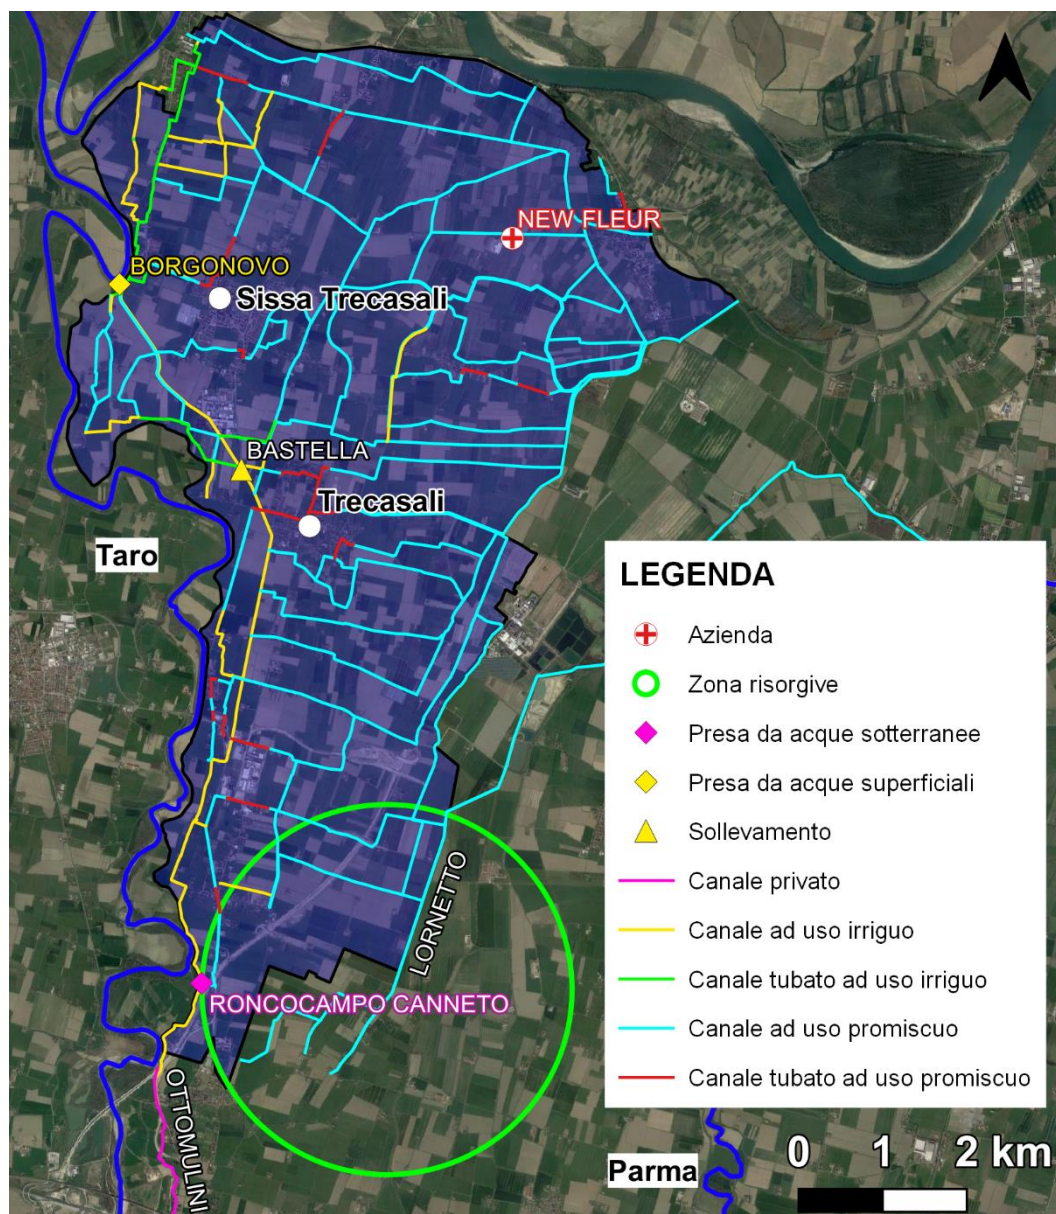 NEW FLEUR
BORGONOVO
Sissa Trecasali
BASTELLA
Trecasali
Taro
LEGENDA
Azienda
Zona risorgive
Presa da acque sotterranee
Presa da acque superficiali
Sollevamento
Canale privato
Canale ad uso irriguo
Canale tubato ad uso irriguo
Canale ad uso promiscuo
Canale tubato ad uso promiscuo
LORNETTO
RONCOCAMPO CANNETO
OTTOMULINI
Parma
0 1 2 km